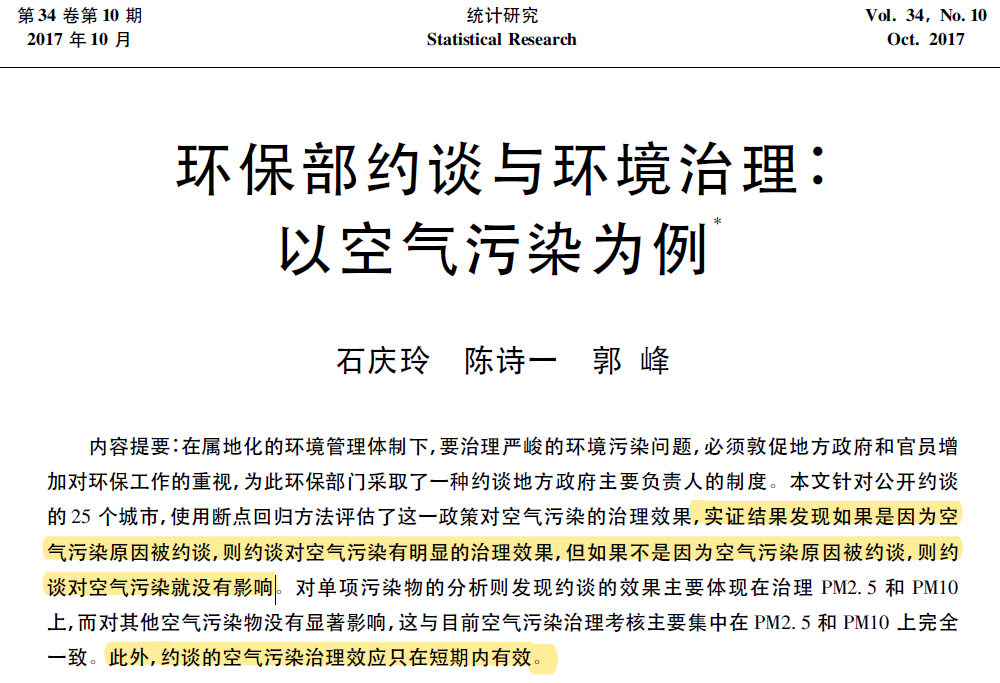 第 34 卷第 10 期 统计研究 Vol. 34, No. 10
2017 年 10 月 Statistical Research Oct. 2017
环保部约谈与环境治理:
以空气污染为例*
石庆玲 陈诗一 郭 峰
内容提要:在属地化的环境管理体制下,要治理严峻的环境污染问题,必须敦促地方政府和官员增
加对环保工作的重视,为此环保部门采取了一种约谈地方政府主要负责人的制度。本文针对公开约谈
的 25 个城市,使用断点回归方法评估了这一政策对空气污染的治理效果,实证结果发现如果是因为空
气污染原因被约谈,则约谈对空气污染有明显的治理效果,但如果不是因为空气污染原因被约谈,则约
谈对空气污染就没有影响。对单项污染物的分析则发现约谈的效果主要体现在治理 PM2. 5 和 PM10
上,而对其他空气污染物没有显著影响,这与目前空气污染治理考核主要集中在 PM2. 5 和 PM10 上完全
一致。此外,约谈的空气污染治理效应只在短期内有效。